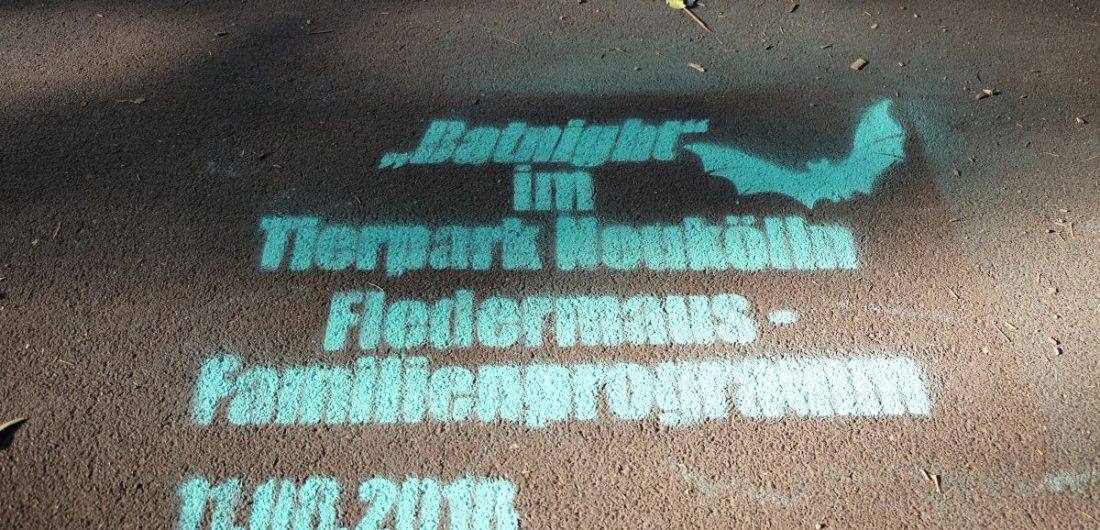 „Batnight“
im
Tierpark Neukölln
Fledermaus -
Familienprogramm